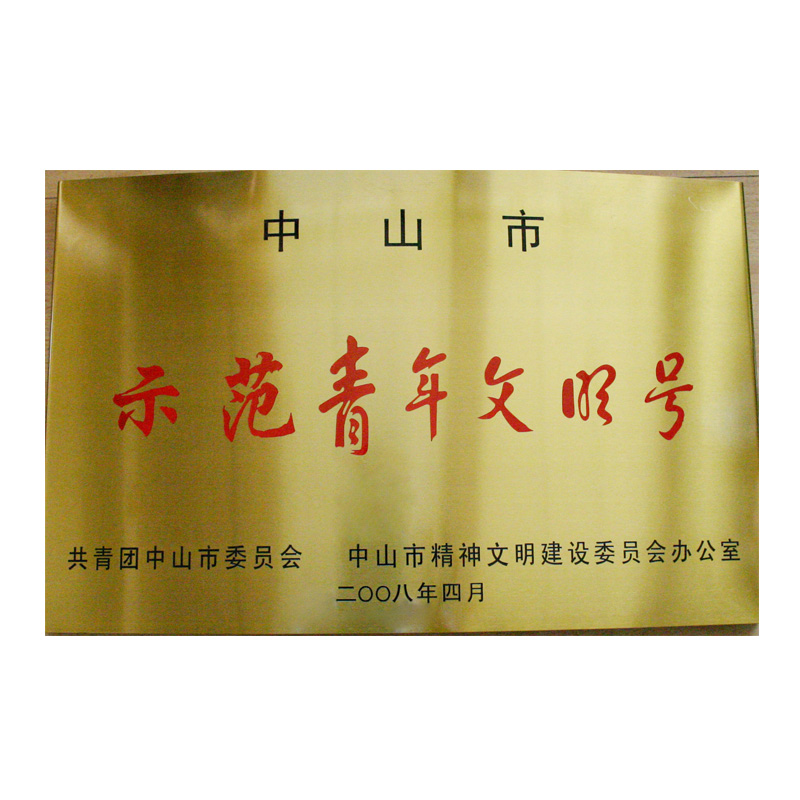 中山市
示范青年文明号
共青团中山市委员会 中山市精神文明建设委员会办公室
二〇〇八年四月